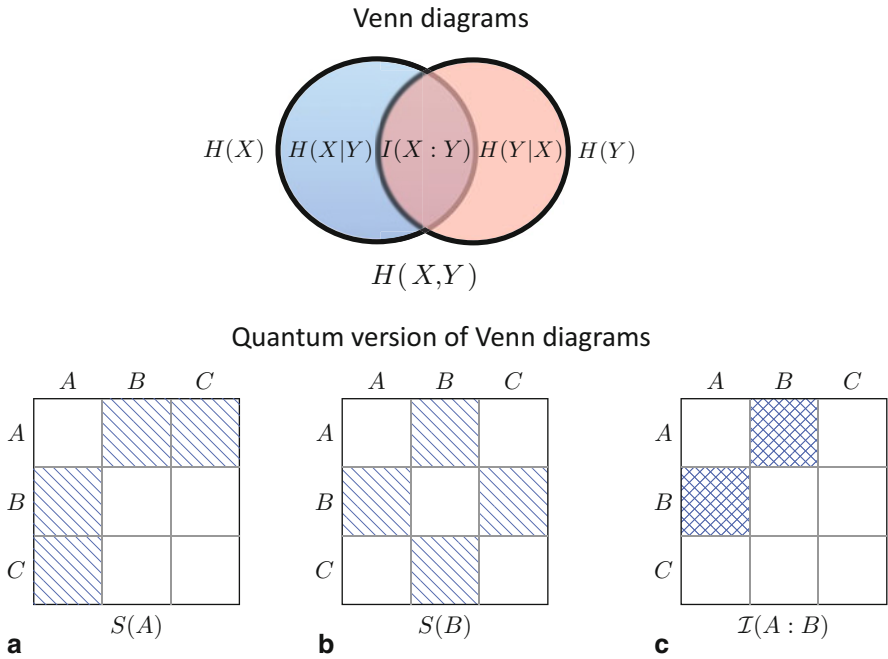 Venn diagrams
H(X) H(X|Y) I(X : Y) H(Y|X) H(Y)
H(X,Y)
Quantum version of Venn diagrams
A B C A B C A B C
A A A
B B B
C C C
S(A) S(B) I(A : B)
a b c